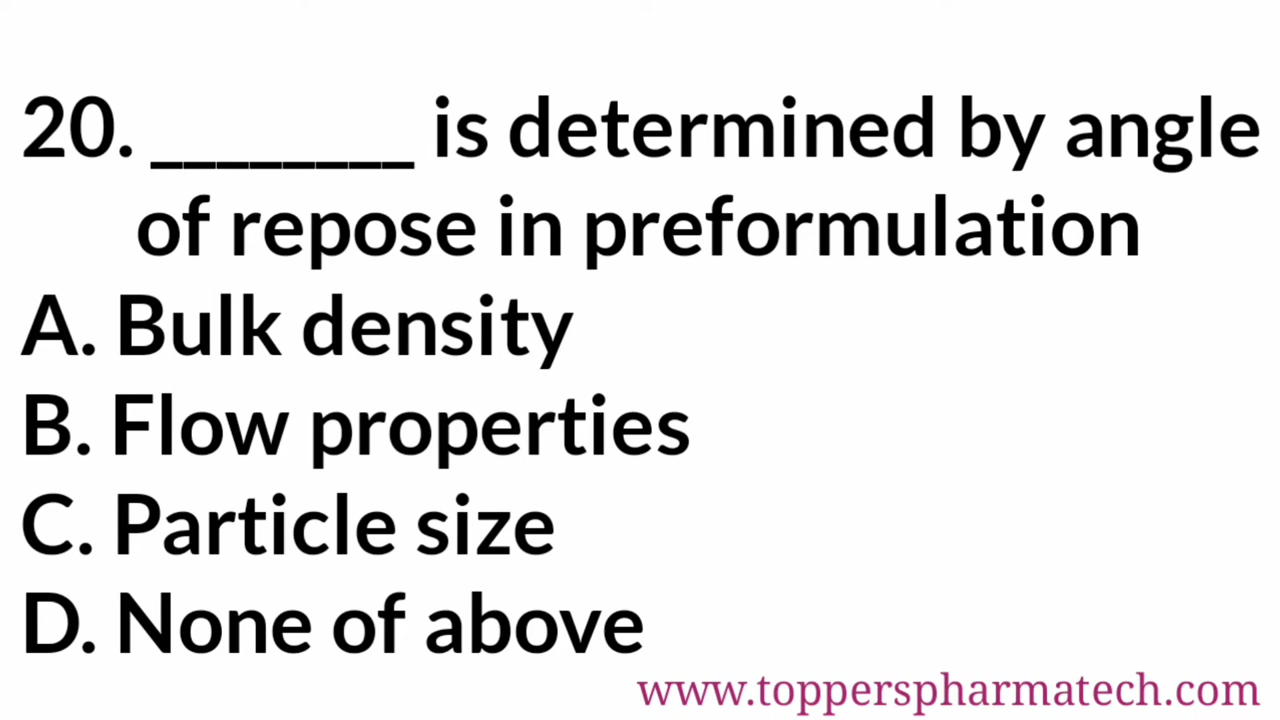 20. ________ is determined by angle
of repose in preformulation
A. Bulk density
B. Flow properties
C. Particle size
D. None of above
www.topperspharmatech.com